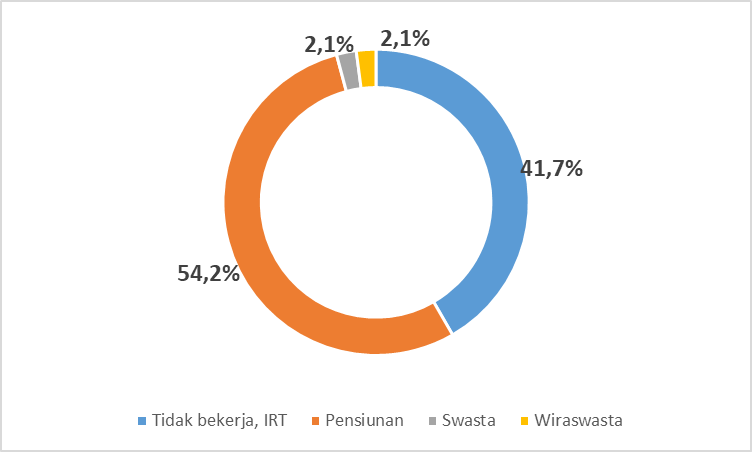 2,1%
2,1%
41,7%
54,2%
Tidak bekerja, IRT
Pensiunan
Swasta
Wiraswasta